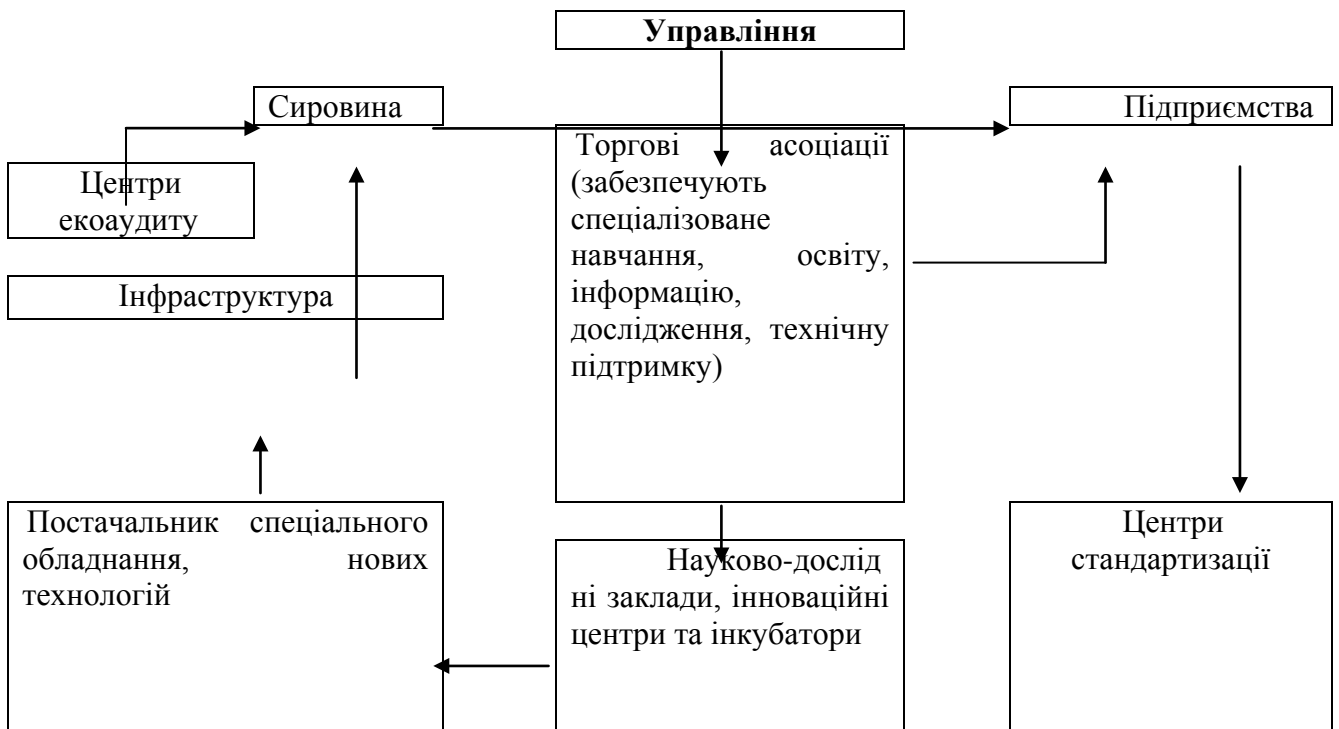 Управління
Сировина
Підприємства
Центри
екоаудиту
Інфраструктура
Торгові асоціації
(забезпечують
спеціалізоване
навчання, освіту,
інформацію,
дослідження, технічну
підтримку)
Постачальник спеціального
обладнання, нових
технологій
Науково-дослід
ні заклади, інноваційні
центри та інкубатори
Центри
стандартизації